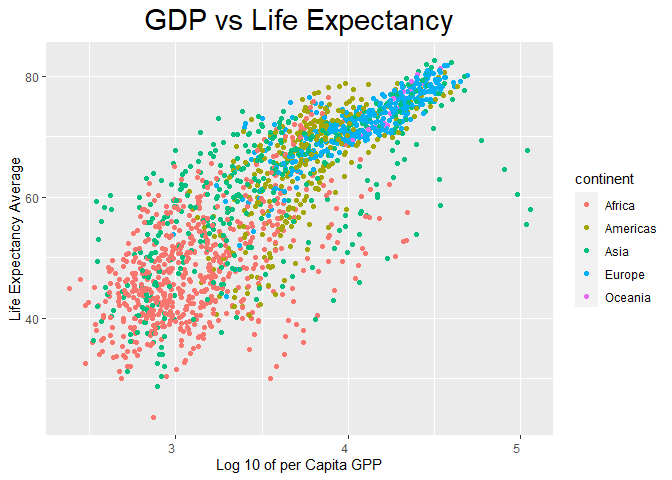 GDP vs Life Expectancy
80
60
40
Life Expectancy Average
3
4
5
Log 10 of per Capita GPP
continent
Africa
Americas
Asia
Europe
Oceania